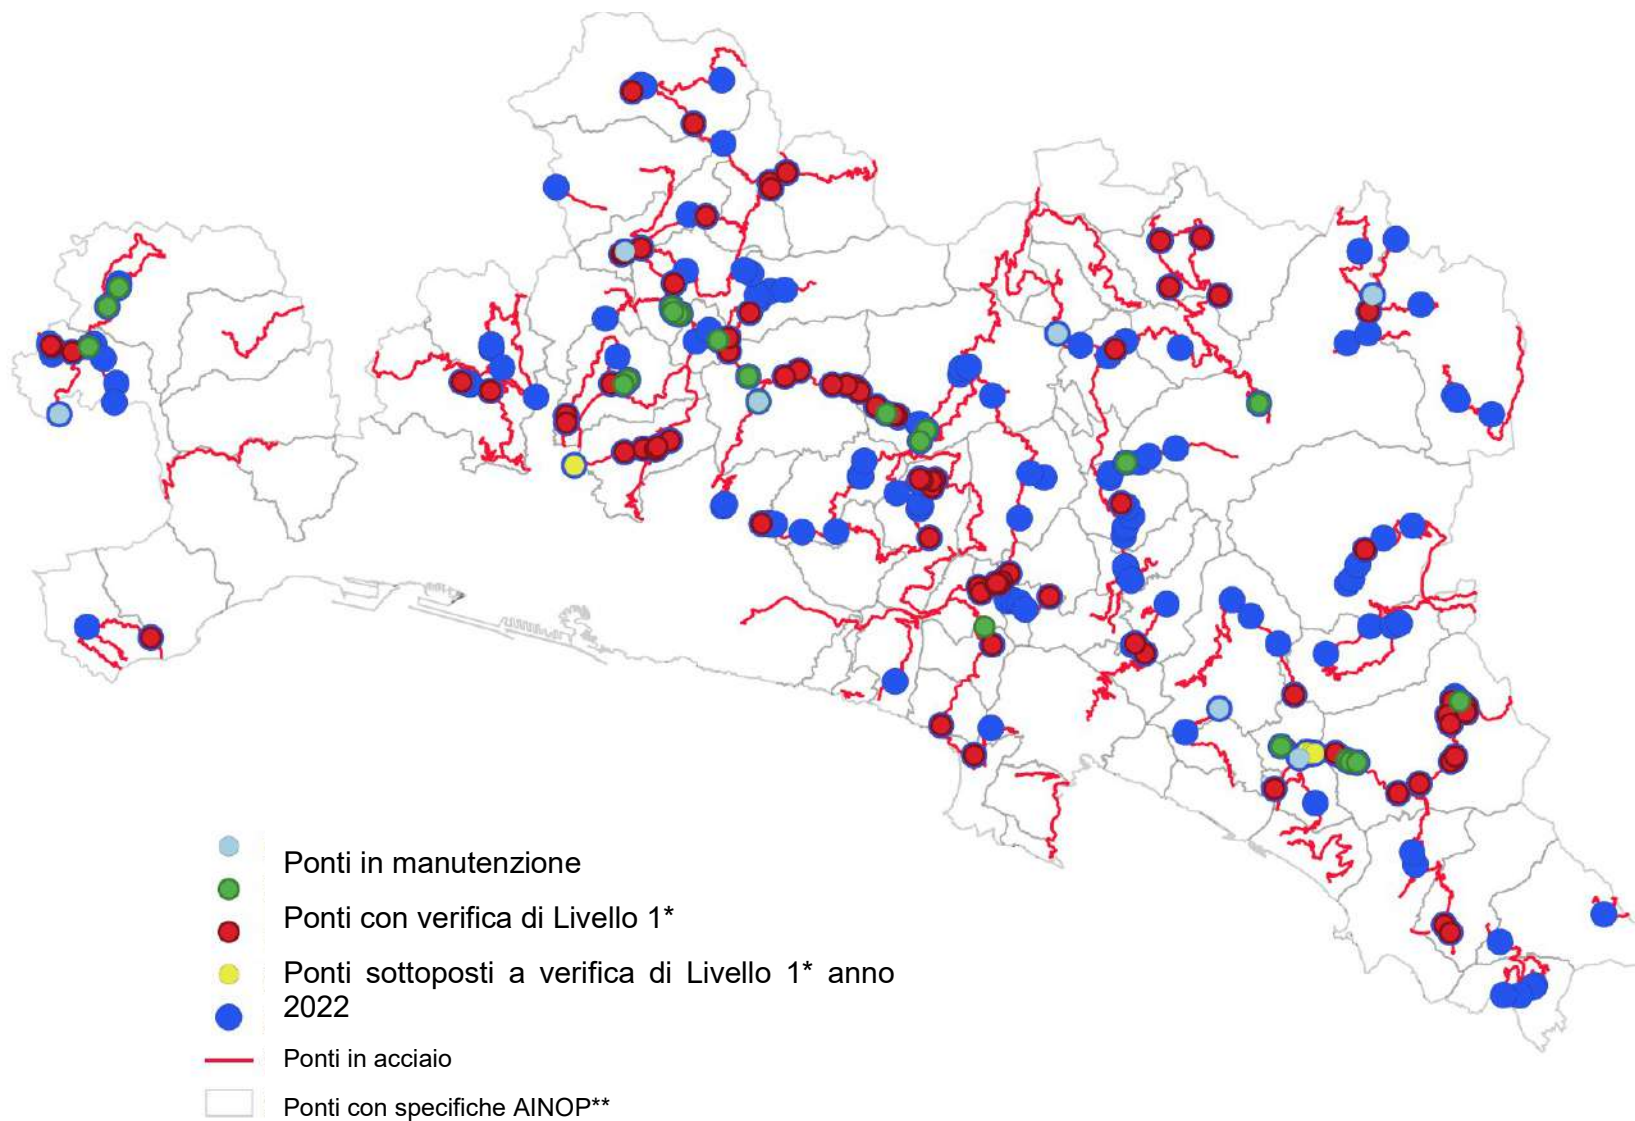 Ponti in manutenzione
Ponti con verifica di Livello 1*
Ponti sottoposti a verifica di Livello 1* anno
2022
Ponti in acciaio
Ponti con specifiche AINOP**